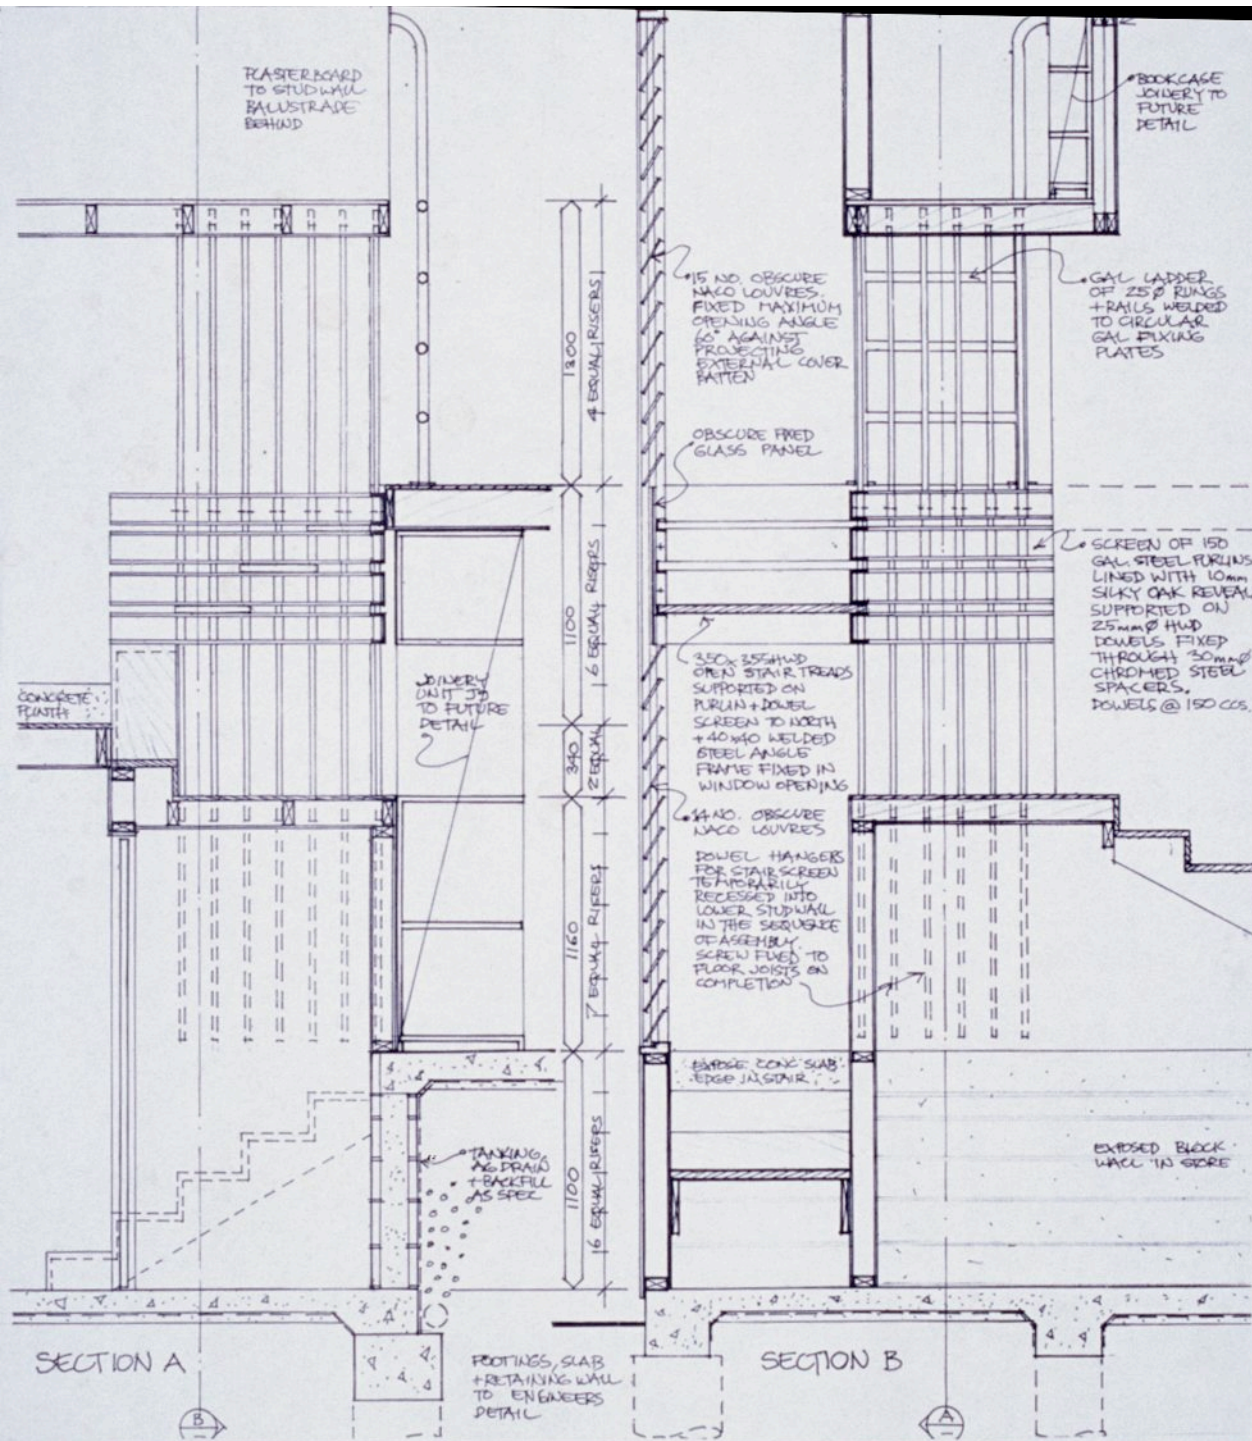 PLASTERBOARD
TO STUDWALL
BALUSTRADE
BEHIND
BOOKCASE
JOINERY TO
FUTURE
DETAIL
15 NO. OBSCURE
NACO LOUVRES.
FIXED MAXIMUM
OPENING ANGLE
60° AGAINST
PROJECTING
EXTERNAL COVER
BATTEN
GAL LADDER
OF 25Ø RUNGS
+RAILS WELDED
TO CIRCULAR
GAL FIXING
PLATES
OBSCURE FIXED
GLASS PANEL
1300
4 EQUAL RISERS
SCREEN OF 150
GAL. STEEL PURLINS
LINED WITH 10mm
SILKY OAK REVEAL
SUPPORTED ON
25mmØ HWD
DOWELS FIXED
THROUGH 30mmØ
CHROMED STEEL
SPACERS.
DOWELS @ 150 CCS.
1100
6 EQUAL RISERS
CONCRETE
PLINTH
JOINERY
UNIT J3
TO FUTURE
DETAIL
350x355HWD
OPEN STAIR TREADS
SUPPORTED ON
PURLIN+DOWEL
SCREEN TO NORTH
+40x40 WELDED
STEEL ANGLE
FRAME FIXED IN
WINDOW OPENING
340
2 EQUAL
14 NO. OBSCURE
NACO LOUVRES
DOWEL HANGERS
FOR STAIR SCREEN
TEMPORARILY
RECESSED INTO
LOWER STUDWALL
IN THE SEQUENCE
OF ASSEMBLY.
SCREW FIXED TO
FLOOR JOISTS ON
COMPLETION
1160
7 EQUAL RISERS
EXPOSE CONC SLAB
EDGE IN STAIR
TANKING,
AG DRAIN
+BACKFILL
AS SPEC
EXPOSED BLOCK
WALL IN STORE
1100
6 EQUAL RISERS
SECTION A
FOOTINGS, SLAB
+RETAINING WALL
TO ENGINEERS
DETAIL
SECTION B
B
A